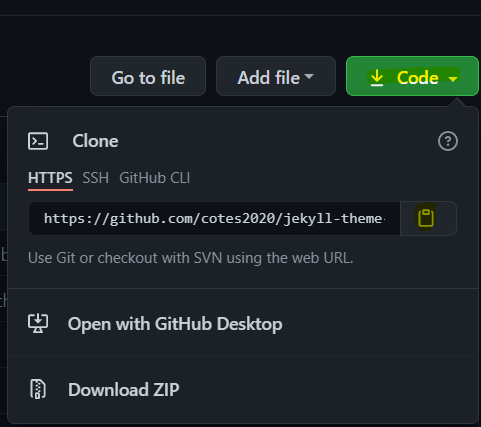 Go to file
Add file
Code
Clone
HTTPS SSH GitHub CLI
https://github.com/cotes2020/jekyll-theme-
Use Git or checkout with SVN using the web URL.
Open with GitHub Desktop
Download ZIP